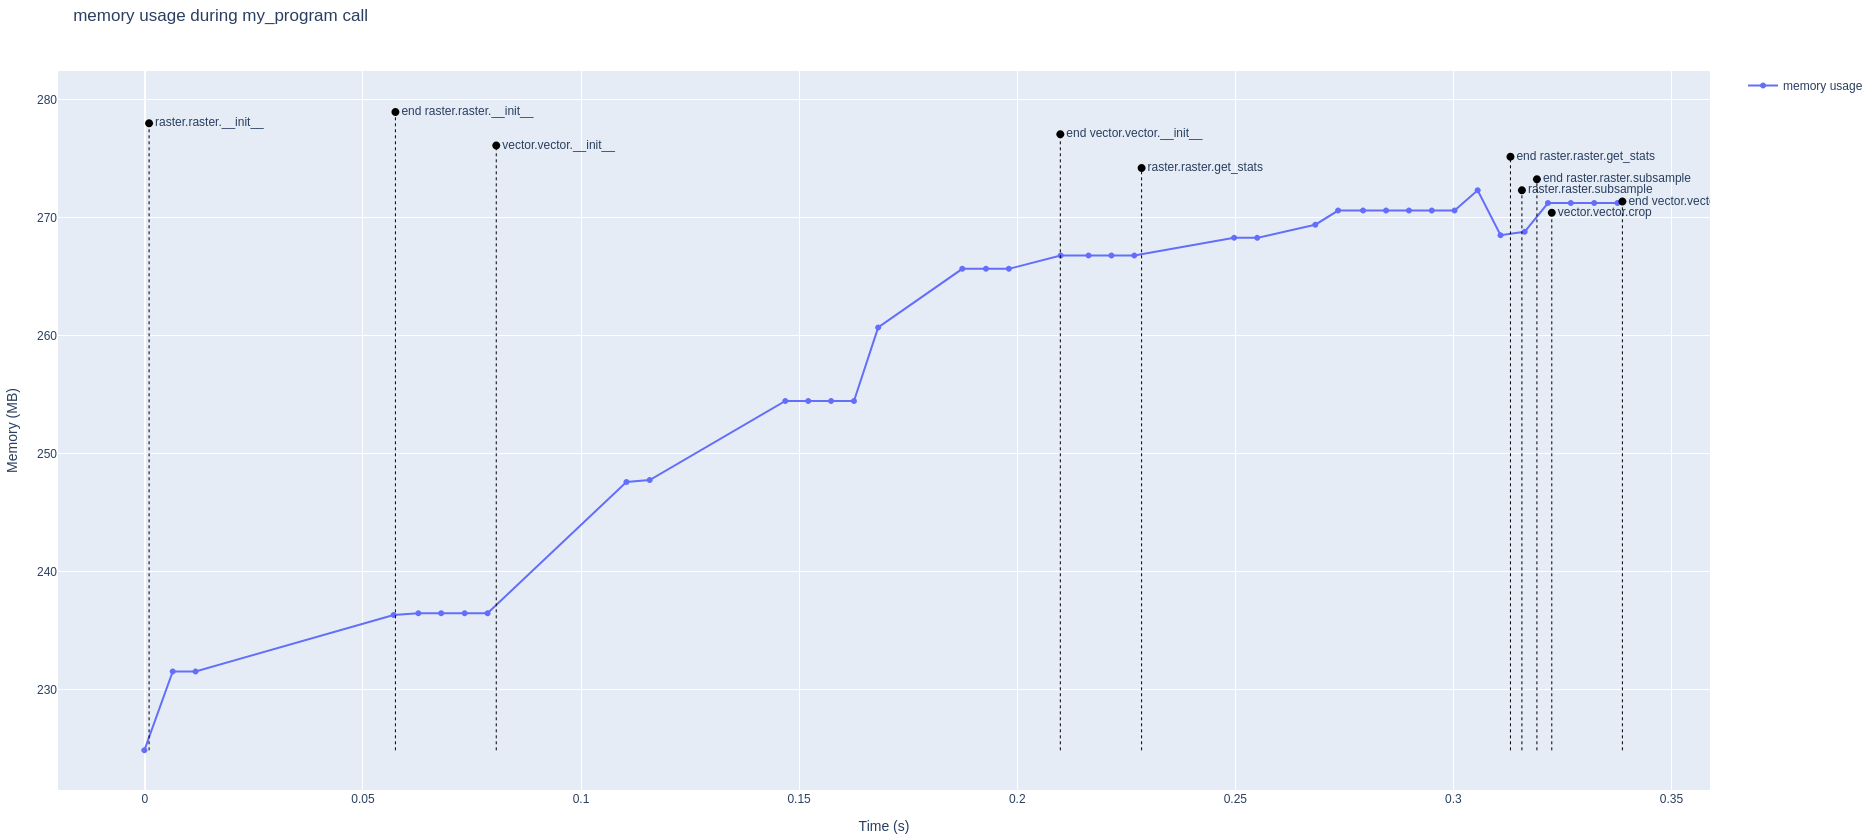 memory usage during my_program call
memory usage
280
270
260
250
240
230
Memory (MB)
end raster.raster.__init__
raster.raster.__init__
end vector.vector.__init__
vector.vector.__init__
end raster.raster.get_stats
raster.raster.get_stats
end raster.raster.subsample
raster.raster.subsample
end vector.vect
vector.vector.crop
0
0.05
0.1
0.15
0.2
0.25
0.3
0.35
Time (s)